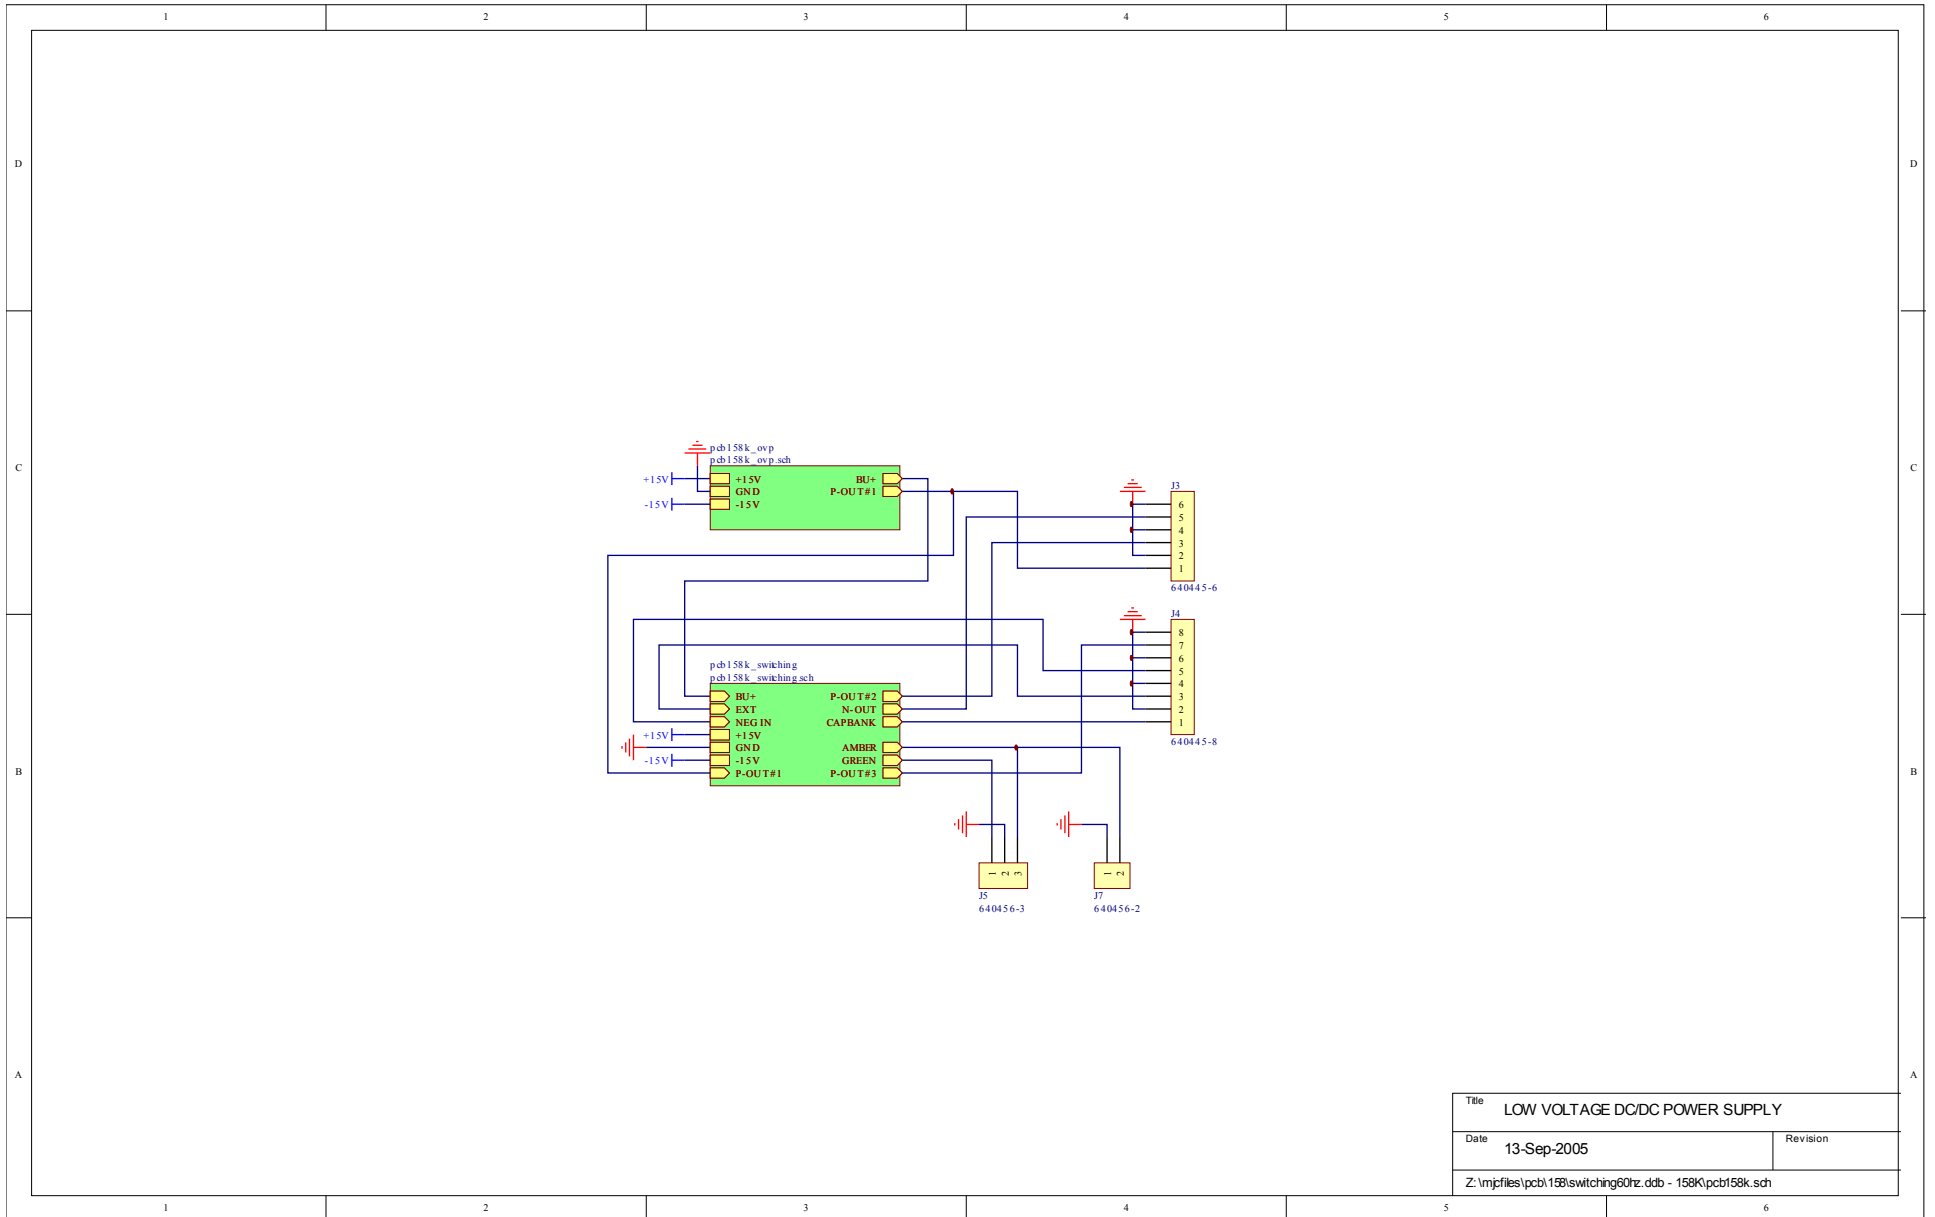 1 2 3 4 5 6
D D
C C
pcb158k_ovp
pcb158k_ovp.sch
+15V +15V BU+
GND P-OUT#1
-15V -15V
J3
6
5
4
3
2
1
640445-6
J4
8
7
6
5
4
3
2
1
640445-8
pcb158k_switching
pcb158k_switching.sch
BU+ P-OUT#2
EXT N-OUT
NEG IN CAPBANK
+15V +15V
GND AMBER
-15V -15V GREEN
P-OUT#1 P-OUT#3
B B
1 2 3
J5
640456-3
1 2
J7
640456-2
A A
Title LOW VOLTAGE DC/DC POWER SUPPLY
Date 13-Sep-2005 Revision
Z:\mjcfiles\pcb\158\switching60hz.ddb - 158K\pcb158k.sch
1 2 3 4 5 6